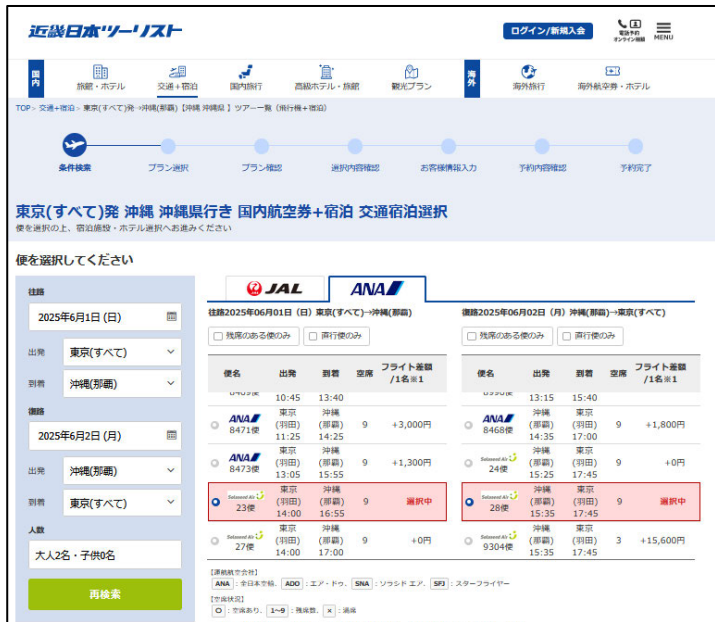 近畿日本ツーリスト
ログイン/新規入会
電話予約
オンライン相談
MENU
国内
旅館・ホテル
交通+宿泊
国内旅行
高級ホテル・旅館
観光プラン
海外
海外旅行
海外航空券・ホテル
TOP> 交通+宿泊> 東京(すべて)発→沖縄(那覇)【沖縄 沖縄県 】ツアー一覧（飛行機+宿泊）
条件検索
プラン選択
プラン確認
選択内容確認
お客様情報入力
予約内容確認
予約完了
東京(すべて)発 沖縄 沖縄県行き 国内航空券+宿泊 交通宿泊選択
便を選択の上、宿泊施設・ホテル選択へお進みください
便を選択してください
往路
2025年6月1日 (日)
出発
東京(すべて)
到着
沖縄(那覇)
復路
2025年6月2日 (月)
出発
沖縄(那覇)
到着
東京(すべて)
人数
大人2名・子供0名
再検索
JAL
ANA
往路2025年06月01日（日）東京(すべて)→沖縄(那覇)
残席のある便のみ
直行便のみ
便名 出発 到着 空席 フライト差額
/1名※1
10:45 13:40
ANA 東京 沖縄
8471便 (羽田) (那覇) 9 +3,000円
11:25 14:25
ANA 東京 沖縄
8473便 (羽田) (那覇) 9 +1,300円
13:05 15:55
Solaseed Air 東京 沖縄
23便 (羽田) (那覇) 9 選択中
14:00 16:55
Solaseed Air 東京 沖縄
27便 (羽田) (那覇) 9 +0円
14:00 17:00
復路2025年06月02日（月）沖縄(那覇)→東京(すべて)
残席のある便のみ
直行便のみ
便名 出発 到着 空席 フライト差額
/1名※1
13:15 15:40
ANA 沖縄 東京
8468便 (那覇) (羽田) 9 +1,800円
14:35 17:00
Solaseed Air 沖縄 東京
24便 (那覇) (羽田) 9 +0円
15:25 17:45
Solaseed Air 沖縄 東京
28便 (那覇) (羽田) 9 選択中
15:35 17:45
Solaseed Air 沖縄 東京
9304便 (那覇) (羽田) 3 +15,600円
15:35 17:45
【運航航空会社】
ANA：全日本空輸、ADO：エア・ドゥ、SNA：ソラシド エア、SFJ：スターフライヤー
【空席状況】
○：空席あり、1～9：残席数、×：満席